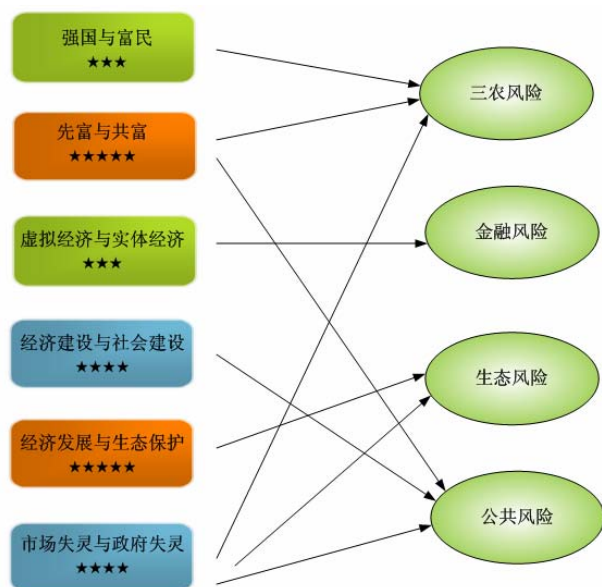 强国与富民
★★★
三农风险
先富与共富
★★★★★
虚拟经济与实体经济
★★★
金融风险
经济建设与社会建设
★★★★
生态风险
经济发展与生态保护
★★★★★
公共风险
市场失灵与政府失灵
★★★★